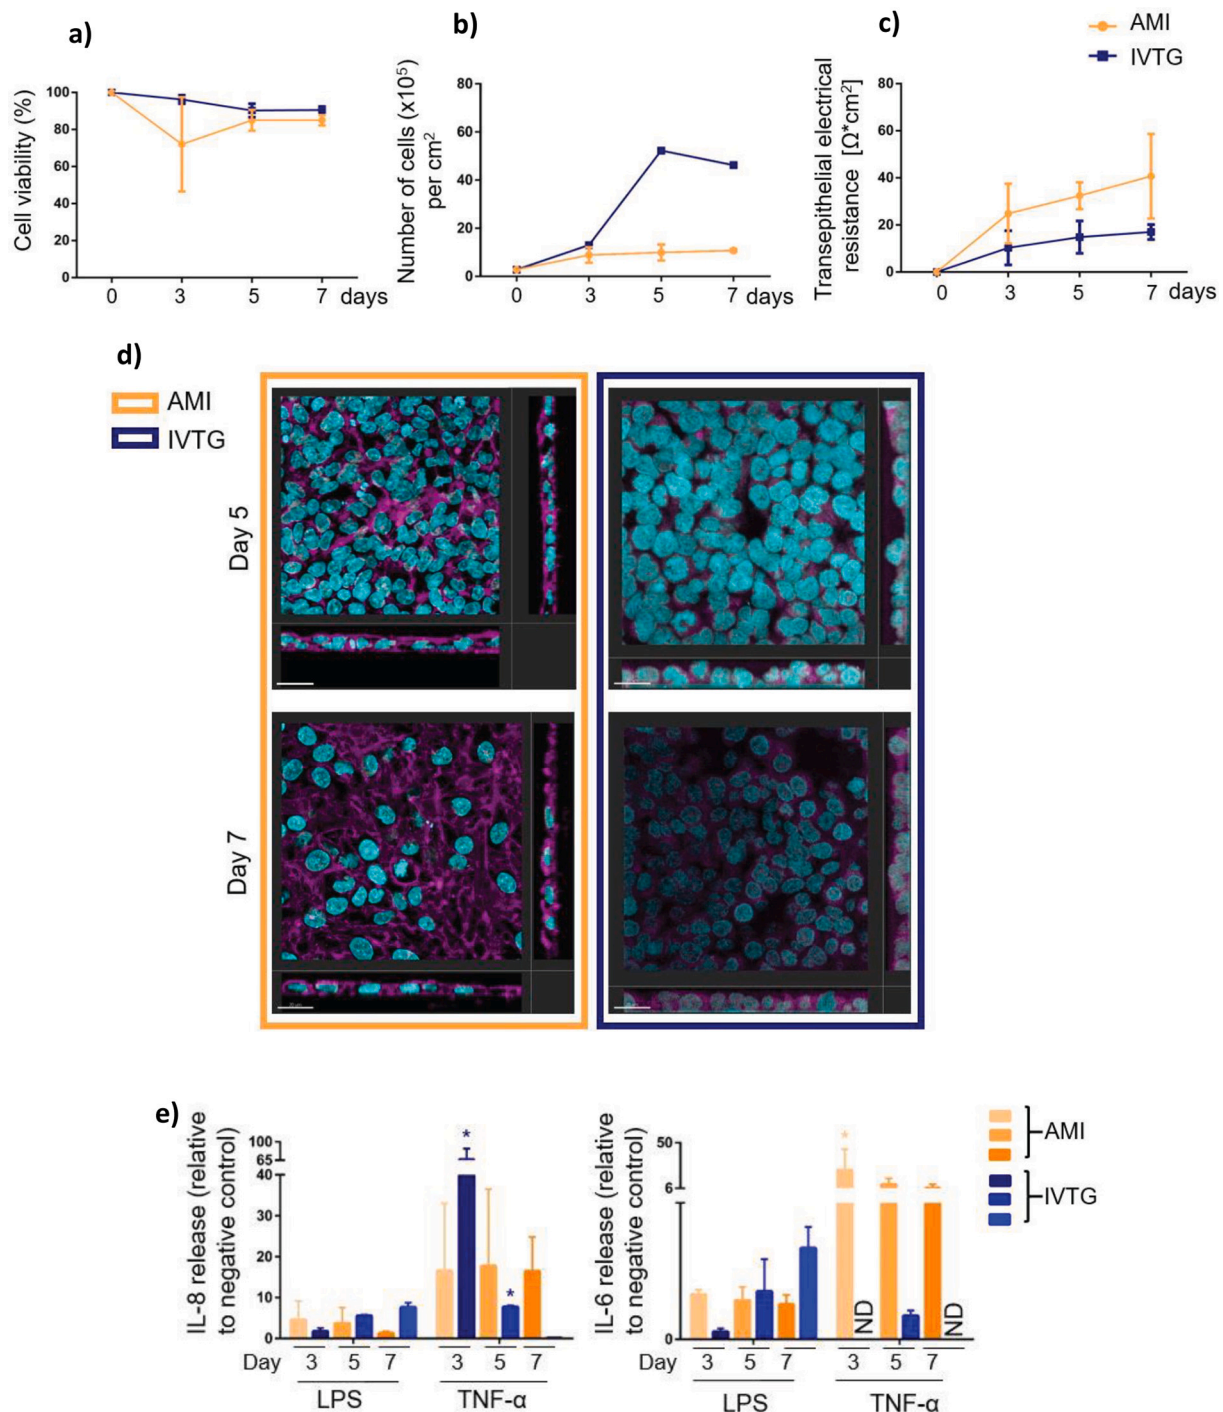 a)
Cell viability (%)
100
80
60
40
20
0
0 3 5 7 days
b)
Number of cells (x10⁵)
per cm²
80
60
40
20
0
0 3 5 7 days
c)
AMI
IVTG
Transepithelial electrical
resistance [Ω*cm²]
80
60
40
20
0
0 3 5 7 days
d)
AMI
IVTG
Day 5
Day 7
e)
IL-8 release (relative
to negative control)
100
65
40
30
20
10
0
* *
Day 3 5 7 3 5 7
LPS TNF-α
IL-6 release (relative
to negative control)
50
6
0
*
ND ND
Day 3 5 7 3 5 7
LPS TNF-α
AMI
IVTG